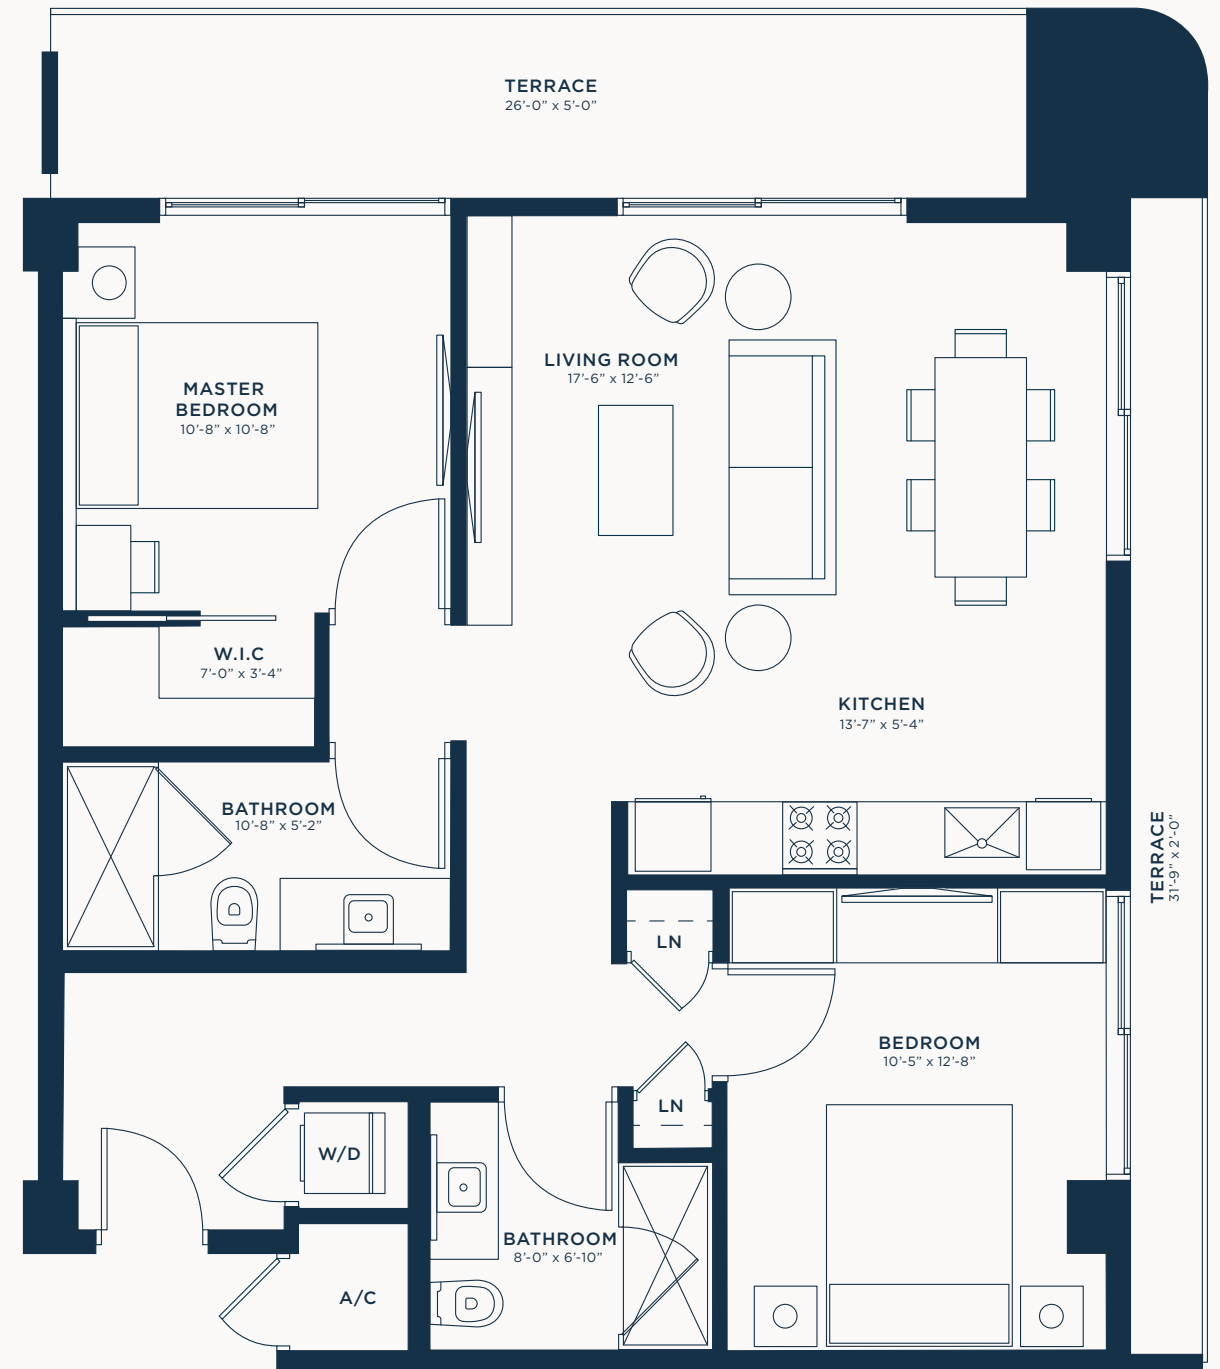 TERRACE
26’-0” x 5’-0”
LIVING ROOM
17’-6” x 12’-6”
MASTER
BEDROOM
10’-8” x 10’-8”
W.I.C
7’-0” x 3’-4”
KITCHEN
13’-7” x 5’-4”
BATHROOM
10’-8” x 5’-2”
TERRACE
31’-9” x 2’-0”
LN
BEDROOM
10’-5” x 12’-8”
LN
W/D
BATHROOM
8’-0” x 6’-10”
A/C